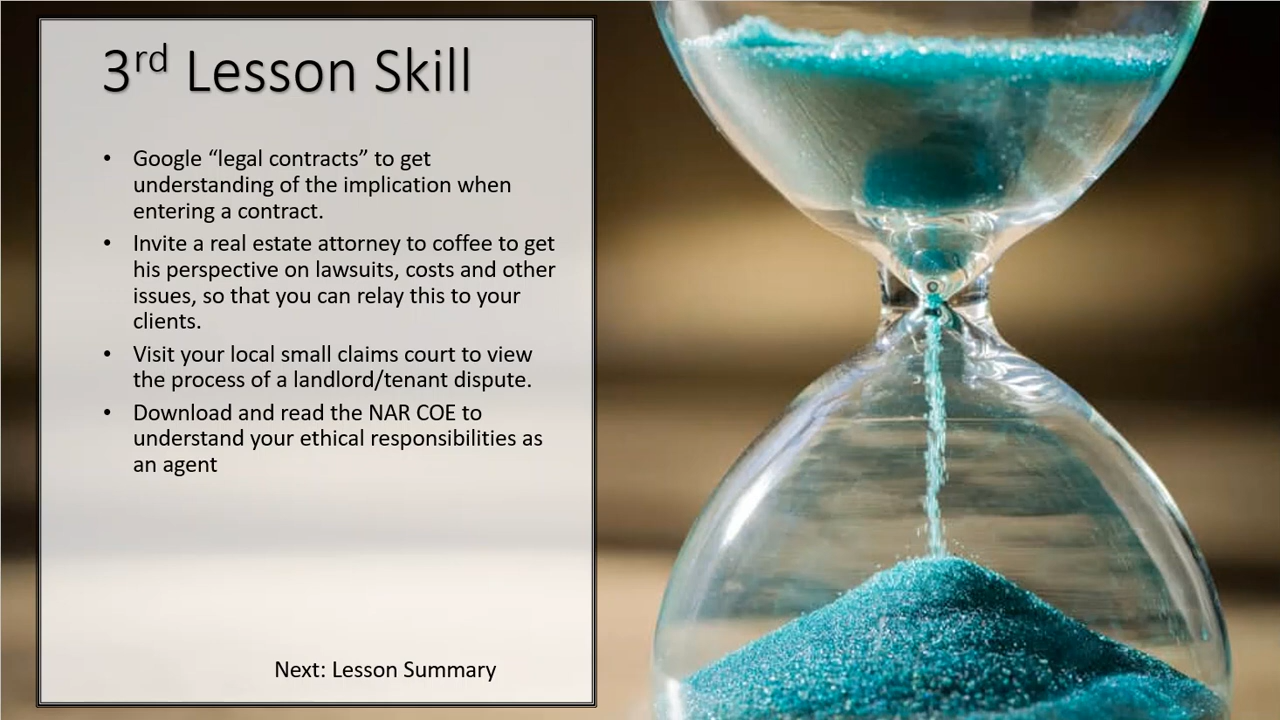 3rd Lesson Skill
• Google “legal contracts” to get
understanding of the implication when
entering a contract.
• Invite a real estate attorney to coffee to get
his perspective on lawsuits, costs and other
issues, so that you can relay this to your
clients.
• Visit your local small claims court to view
the process of a landlord/tenant dispute.
• Download and read the NAR COE to
understand your ethical responsibilities as
an agent
Next: Lesson Summary